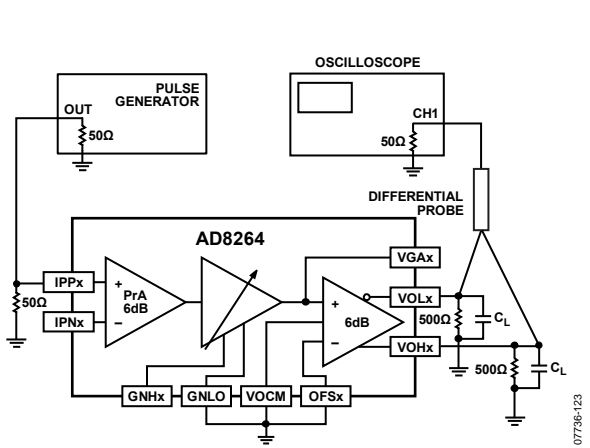 OSCILLOSCOPE
PULSE
GENERATOR
OUT
50Ω
CH1
50Ω
DIFFERENTIAL
PROBE
AD8264
VGAx
IPPx
+
PrA
6dB
–
IPNx
50Ω
+
6dB
–
VOLx
500Ω
CL
VOHx
500Ω
CL
GNHx
GNLO
VOCM
OFSx
07736-123